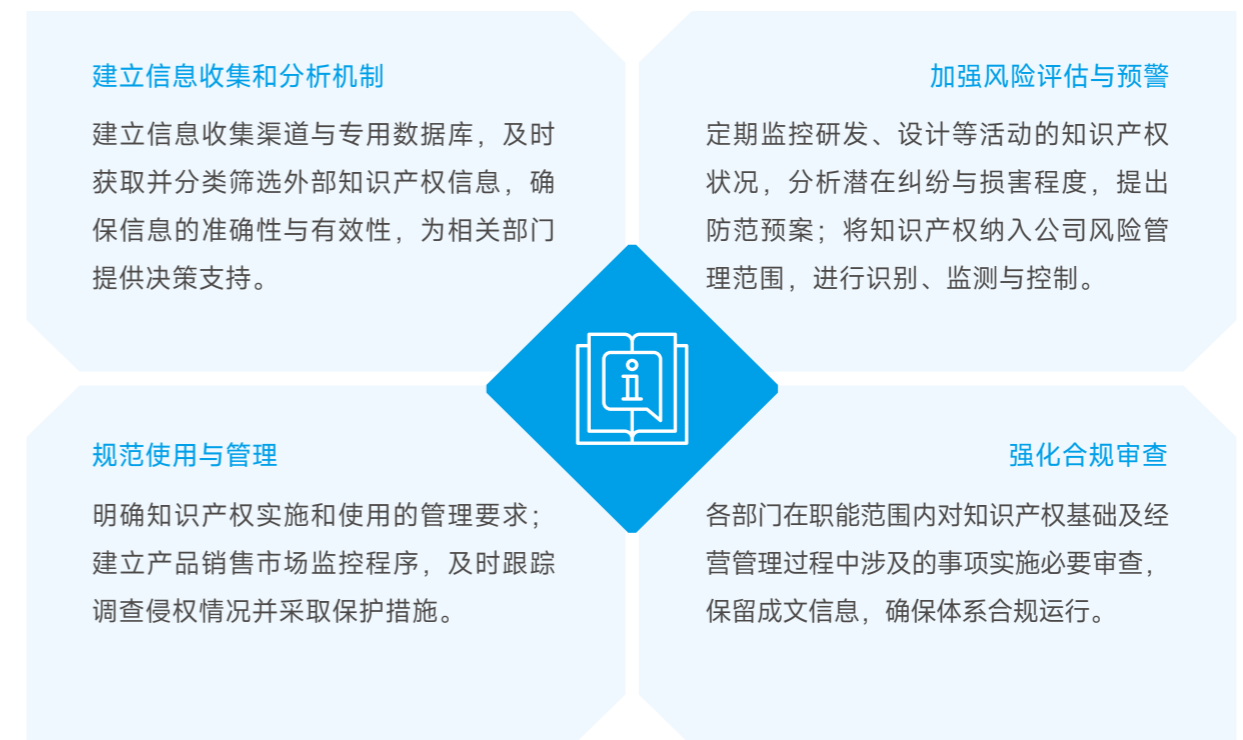 建立信息收集和分析机制
建立信息收集渠道与专用数据库，及时
获取并分类筛选外部知识产权信息，确
保信息的准确性与有效性，为相关部门
提供决策支持。
加强风险评估与预警
定期监控研发、设计等活动的知识产权
状况，分析潜在纠纷与损害程度，提出
防范预案；将知识产权纳入公司风险管
理范围，进行识别、监测与控制。
规范使用与管理
明确知识产权实施和使用的管理要求；
建立产品销售市场监控程序，及时跟踪
调查侵权情况并采取保护措施。
强化合规审查
各部门在职能范围内对知识产权基础及经
营管理过程中涉及的事项实施必要审查，
保留成文信息，确保体系合规运行。